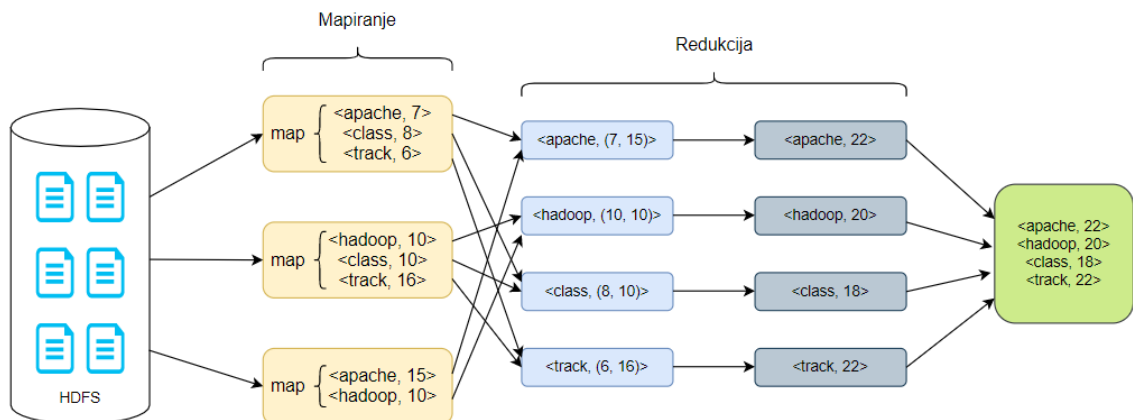 Mapiranje
Redukcija
HDFS
map
<apache, 7>
<class, 8>
<track, 6>
map
<hadoop, 10>
<class, 10>
<track, 16>
map
<apache, 15>
<hadoop, 10>
<apache, (7, 15)>
<hadoop, (10, 10)>
<class, (8, 10)>
<track, (6, 16)>
<apache, 22>
<hadoop, 20>
<class, 18>
<track, 22>
<apache, 22>
<hadoop, 20>
<class, 18>
<track, 22>